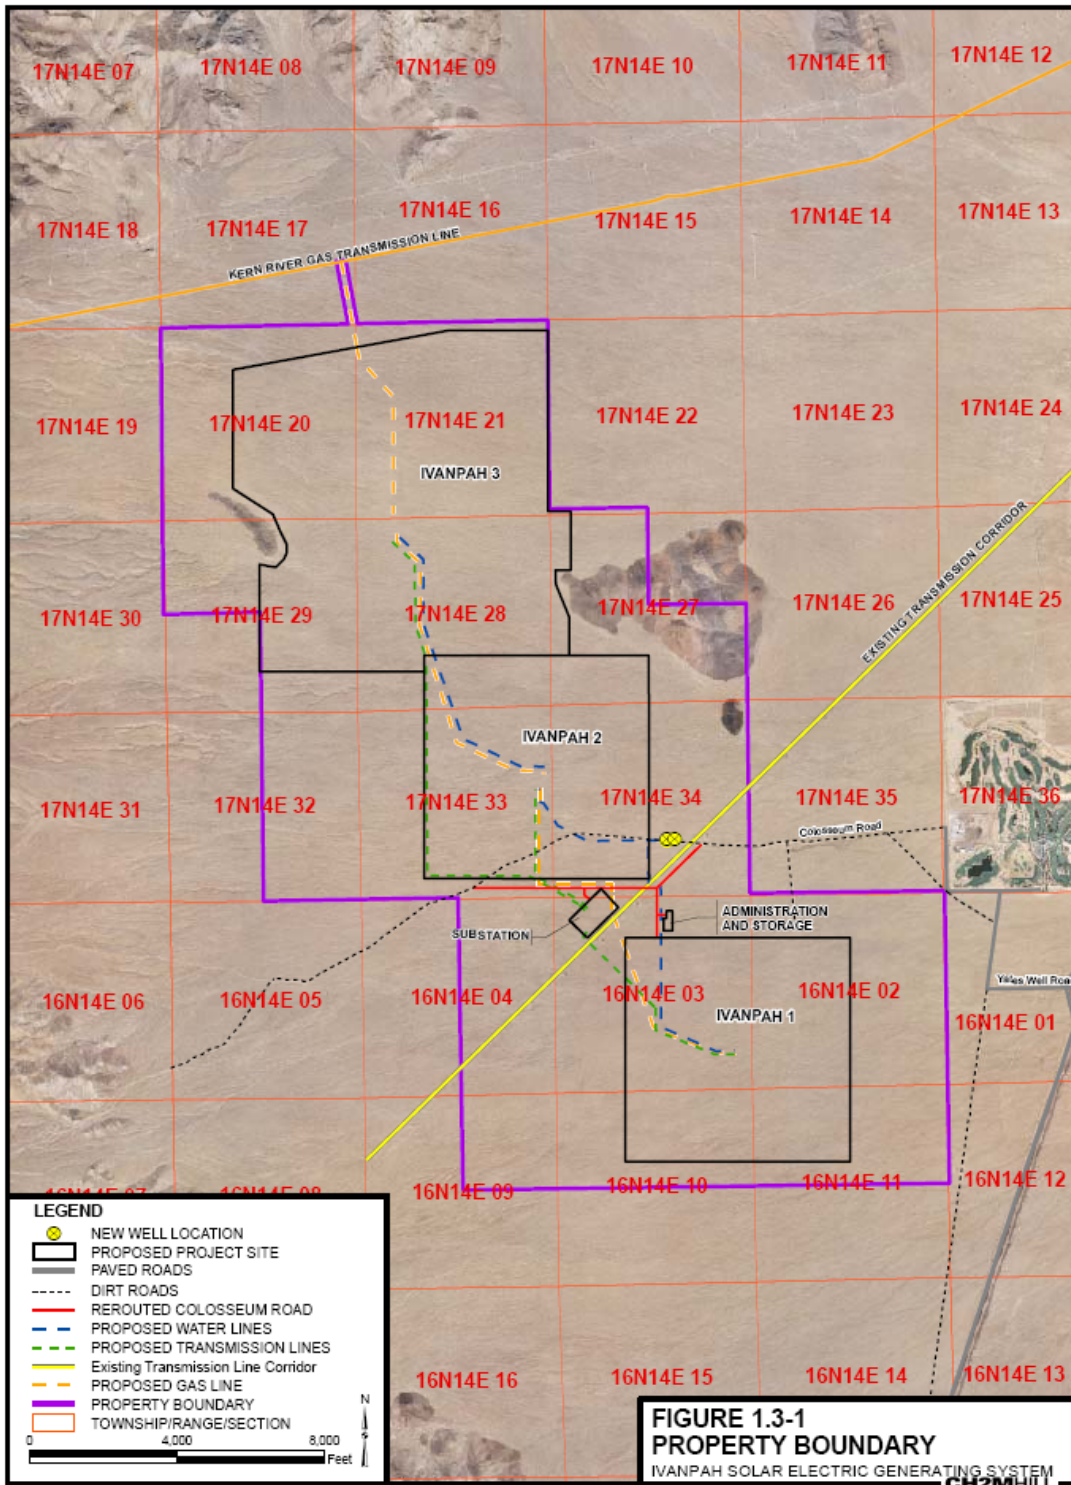 17N14E 07
17N14E 08
17N14E 09
17N14E 10
17N14E 11
17N14E 12
17N14E 18
17N14E 17
17N14E 16
17N14E 15
17N14E 14
17N14E 13
KERN RIVER GAS TRANSMISSION LINE
17N14E 19
17N14E 20
17N14E 21
17N14E 22
17N14E 23
17N14E 24
IVANPAH 3
EXISTING TRANSMISSION CORRIDOR
17N14E 30
17N14E 29
17N14E 28
17N14E 27
17N14E 26
17N14E 25
IVANPAH 2
17N14E 31
17N14E 32
17N14E 33
17N14E 34
17N14E 35
17N14E 36
Colosseum Road
SUBSTATION
ADMINISTRATION
AND STORAGE
16N14E 06
16N14E 05
16N14E 04
16N14E 03
16N14E 02
16N14E 01
Yates Well Road
IVANPAH 1
16N14E 07
16N14E 08
16N14E 09
16N14E 10
16N14E 11
16N14E 12
16N14E 16
16N14E 15
16N14E 14
16N14E 13
LEGEND
NEW WELL LOCATION
PROPOSED PROJECT SITE
PAVED ROADS
DIRT ROADS
REROUTED COLOSSEUM ROAD
PROPOSED WATER LINES
PROPOSED TRANSMISSION LINES
Existing Transmission Line Corridor
PROPOSED GAS LINE
PROPERTY BOUNDARY
TOWNSHIP/RANGE/SECTION
N
0 4,000 8,000
Feet
FIGURE 1.3-1
PROPERTY BOUNDARY
IVANPAH SOLAR ELECTRIC GENERATING SYSTEM
CH2MHILL